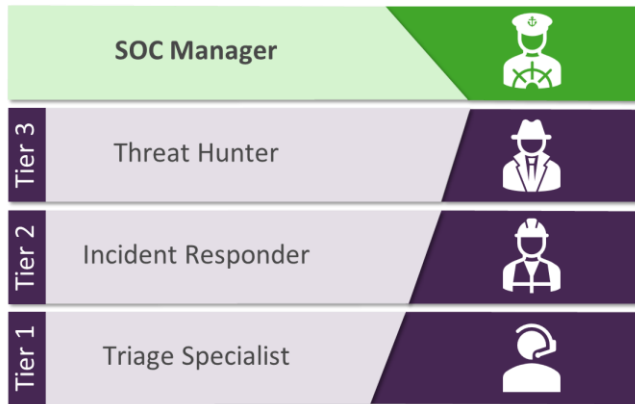 SOC Manager
Tier 3
Threat Hunter
Tier 2
Incident Responder
Tier 1
Triage Specialist